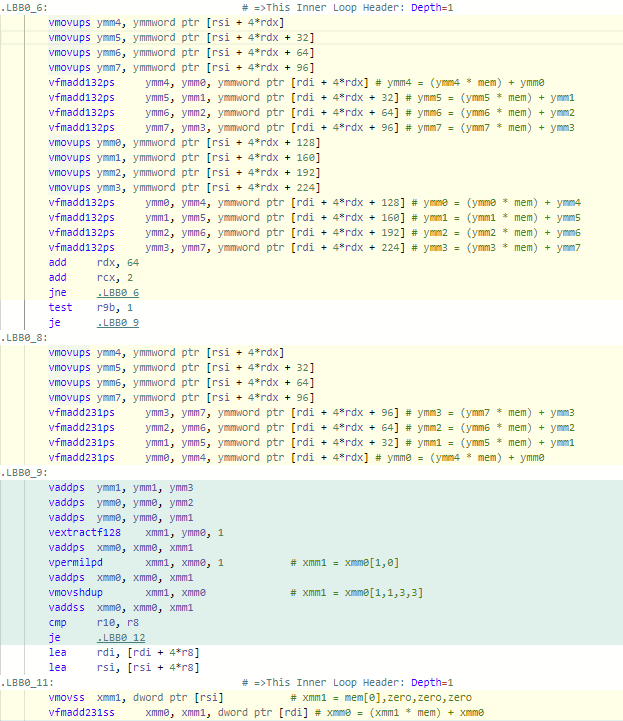 .LBB0_6: # =>This Inner Loop Header: Depth=1
vmovups ymm4, ymmword ptr [rsi + 4*rdx]
vmovups ymm5, ymmword ptr [rsi + 4*rdx + 32]
vmovups ymm6, ymmword ptr [rsi + 4*rdx + 64]
vmovups ymm7, ymmword ptr [rsi + 4*rdx + 96]
vfmadd132ps ymm4, ymm0, ymmword ptr [rdi + 4*rdx] # ymm4 = (ymm4 * mem) + ymm0
vfmadd132ps ymm5, ymm1, ymmword ptr [rdi + 4*rdx + 32] # ymm5 = (ymm5 * mem) + ymm1
vfmadd132ps ymm6, ymm2, ymmword ptr [rdi + 4*rdx + 64] # ymm6 = (ymm6 * mem) + ymm2
vfmadd132ps ymm7, ymm3, ymmword ptr [rdi + 4*rdx + 96] # ymm7 = (ymm7 * mem) + ymm3
vmovups ymm0, ymmword ptr [rsi + 4*rdx + 128]
vmovups ymm1, ymmword ptr [rsi + 4*rdx + 160]
vmovups ymm2, ymmword ptr [rsi + 4*rdx + 192]
vmovups ymm3, ymmword ptr [rsi + 4*rdx + 224]
vfmadd132ps ymm0, ymm4, ymmword ptr [rdi + 4*rdx + 128] # ymm0 = (ymm0 * mem) + ymm4
vfmadd132ps ymm1, ymm5, ymmword ptr [rdi + 4*rdx + 160] # ymm1 = (ymm1 * mem) + ymm5
vfmadd132ps ymm2, ymm6, ymmword ptr [rdi + 4*rdx + 192] # ymm2 = (ymm2 * mem) + ymm6
vfmadd132ps ymm3, ymm7, ymmword ptr [rdi + 4*rdx + 224] # ymm3 = (ymm3 * mem) + ymm7
add rdx, 64
add rcx, 2
jne .LBB0_6
test r9b, 1
je .LBB0_9
.LBB0_8:
vmovups ymm4, ymmword ptr [rsi + 4*rdx]
vmovups ymm5, ymmword ptr [rsi + 4*rdx + 32]
vmovups ymm6, ymmword ptr [rsi + 4*rdx + 64]
vmovups ymm7, ymmword ptr [rsi + 4*rdx + 96]
vfmadd231ps ymm3, ymm7, ymmword ptr [rdi + 4*rdx + 96] # ymm3 = (ymm7 * mem) + ymm3
vfmadd231ps ymm2, ymm6, ymmword ptr [rdi + 4*rdx + 64] # ymm2 = (ymm6 * mem) + ymm2
vfmadd231ps ymm1, ymm5, ymmword ptr [rdi + 4*rdx + 32] # ymm1 = (ymm5 * mem) + ymm1
vfmadd231ps ymm0, ymm4, ymmword ptr [rdi + 4*rdx] # ymm0 = (ymm4 * mem) + ymm0
.LBB0_9:
vaddps ymm1, ymm1, ymm3
vaddps ymm0, ymm0, ymm2
vaddps ymm0, ymm0, ymm1
vextractf128 xmm1, ymm0, 1
vaddps xmm0, xmm0, xmm1
vpermilpd xmm1, xmm0, 1 # xmm1 = xmm0[1,0]
vaddps xmm0, xmm0, xmm1
vmovshdup xmm1, xmm0 # xmm1 = xmm0[1,1,3,3]
vaddss xmm0, xmm0, xmm1
cmp r10, r8
je .LBB0_12
lea rdi, [rdi + 4*r8]
lea rsi, [rsi + 4*r8]
.LBB0_11: # =>This Inner Loop Header: Depth=1
vmovss xmm1, dword ptr [rsi] # xmm1 = mem[0],zero,zero,zero
vfmadd231ss xmm0, xmm1, dword ptr [rdi] # xmm0 = (xmm1 * mem) + xmm0